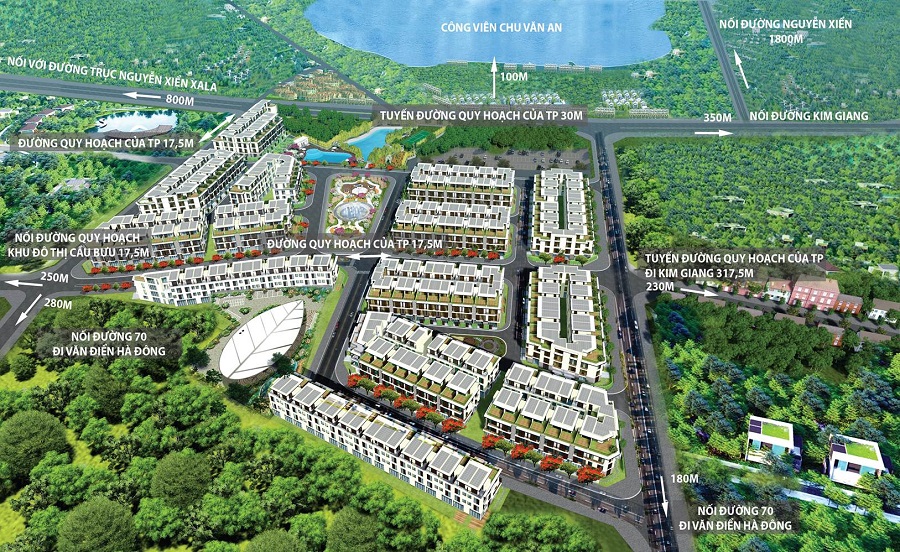 CÔNG VIÊN CHU VĂN AN
100M
NỐI ĐƯỜNG NGUYỄN XIỂN
1800M
NỐI VỚI ĐƯỜNG TRỤC NGUYỄN XIỂN XALA
800M
TUYẾN ĐƯỜNG QUY HOẠCH CỦA TP 30M
350M
NỐI ĐƯỜNG KIM GIANG
ĐƯỜNG QUY HOẠCH CỦA TP 17,5M
NỐI ĐƯỜNG QUY HOẠCH
KHU ĐÔ THỊ CẦU BƯU 17,5M
250M
280M
ĐƯỜNG QUY HOẠCH CỦA TP 17,5M
TUYẾN ĐƯỜNG QUY HOẠCH CỦA TP
ĐI KIM GIANG 317,5M
230M
NỐI ĐƯỜNG 70
ĐI VĂN ĐIỂN HÀ ĐÔNG
180M
NỐI ĐƯỜNG 70
ĐI VĂN ĐIỂN HÀ ĐÔNG